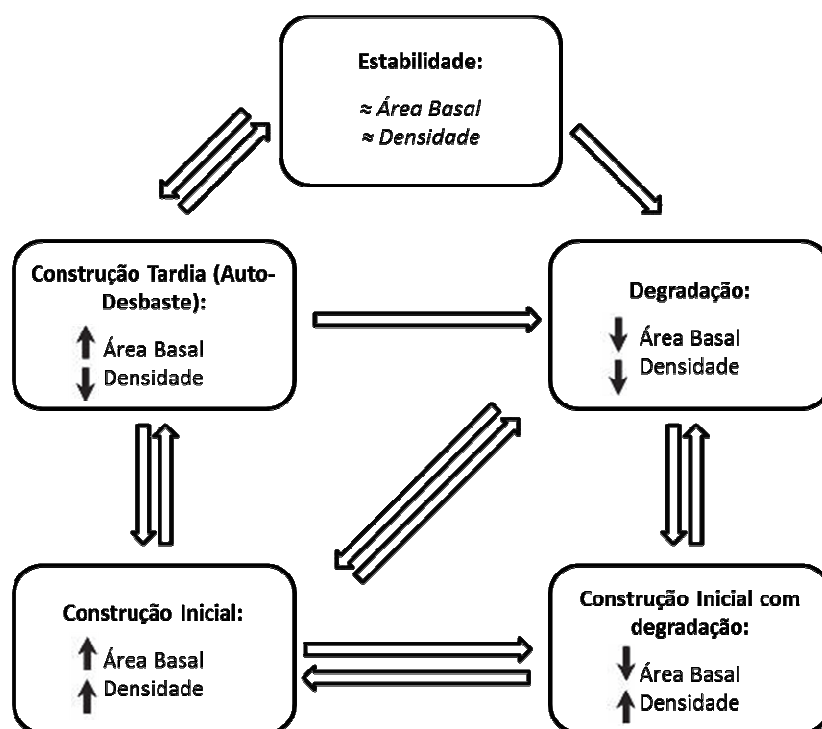 Estabilidade:
≈ Área Basal
≈ Densidade
Construção Tardia (Auto-
Desbaste):
Área Basal
Densidade
Degradação:
Área Basal
Densidade
Construção Inicial:
Área Basal
Densidade
Construção Inicial com
degradação:
Área Basal
Densidade